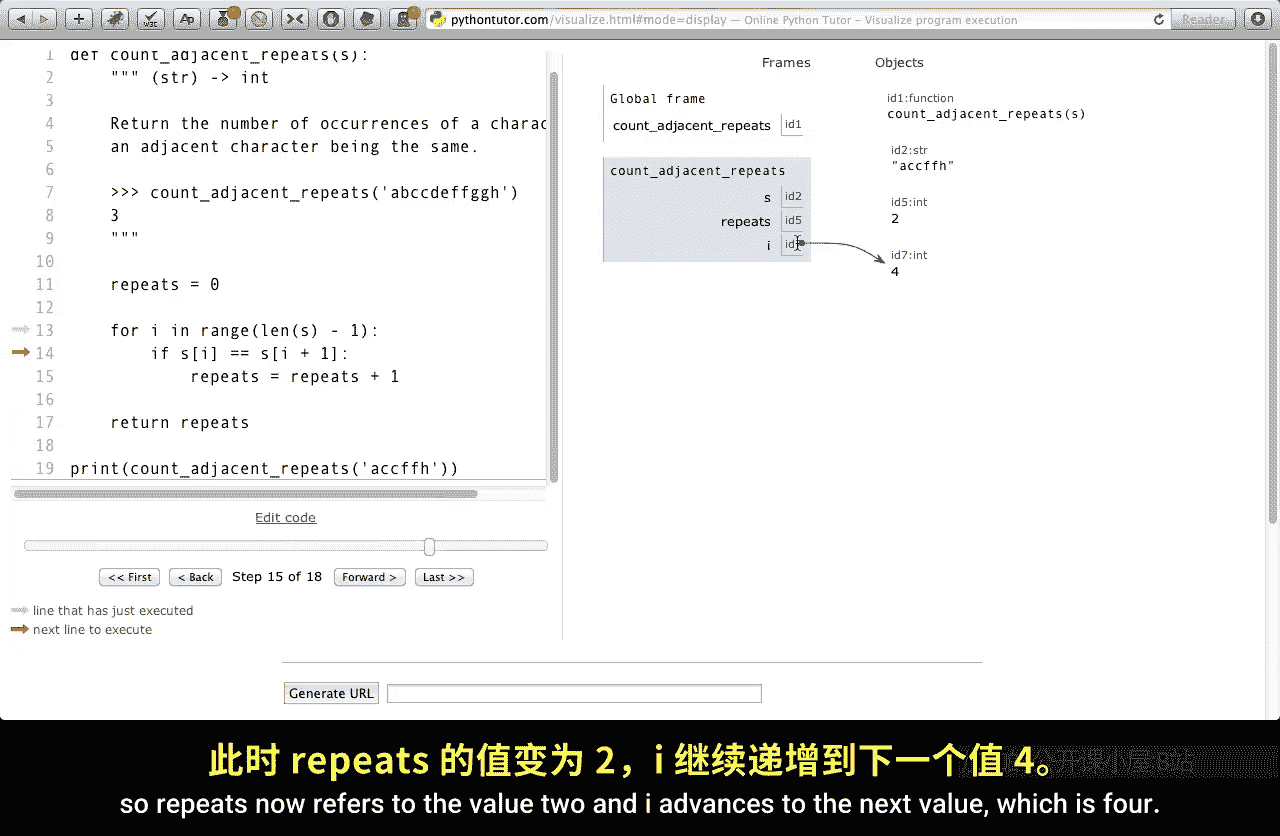 W3C
Ap
pythontutor.com/visualize.html#mode=display — Online Python Tutor – Visualize program execution
Reader
1 def count_adjacent_repeats(s):
2 """ (str) -> int
3
4 Return the number of occurrences of a charac
5 an adjacent character being the same.
6
7 >>> count_adjacent_repeats('abccdeffggh')
8 3
9 """
10
11 repeats = 0
12
13 for i in range(len(s) - 1):
14 if s[i] == s[i + 1]:
15 repeats = repeats + 1
16
17 return repeats
18
19 print(count_adjacent_repeats('accffh'))
Edit code
<< First < Back Step 15 of 18 Forward > Last >>
line that has just executed
next line to execute
Frames Objects
Global frame
count_adjacent_repeats id1
count_adjacent_repeats
s id2
repeats id5
i id
id1:function
count_adjacent_repeats(s)
id2:str
"accffh"
id5:int
2
id7:int
4
Generate URL
此时 repeats 的值变为 2，i 继续递增到下一个值 4。
so repeats now refers to the value two and i advances to the next value, which is four.